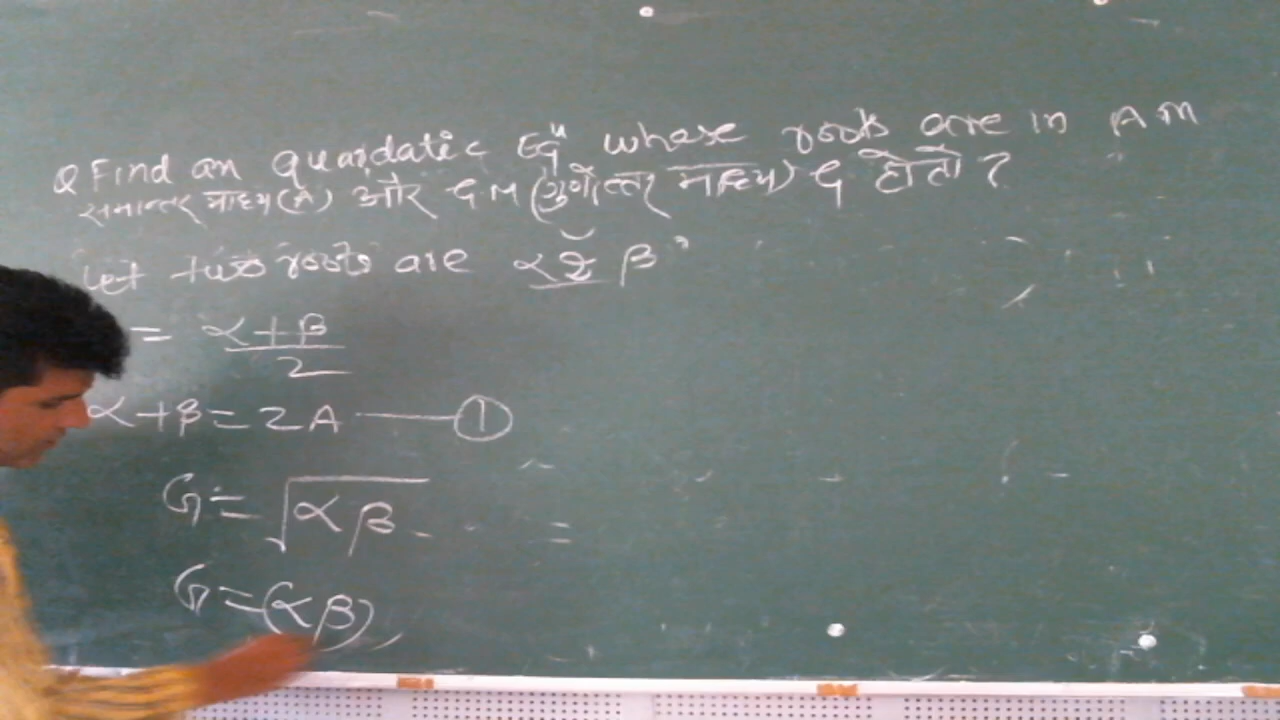 Q Find an quardatic Eqn whose roots are in A M
समान्तर माध्य (A) और G M (गुणोत्तर माध्य) G हो तो ?
Let two roots are α व β
= α + β / 2
α + β = 2A — 1
G = √αβ
G = (αβ)